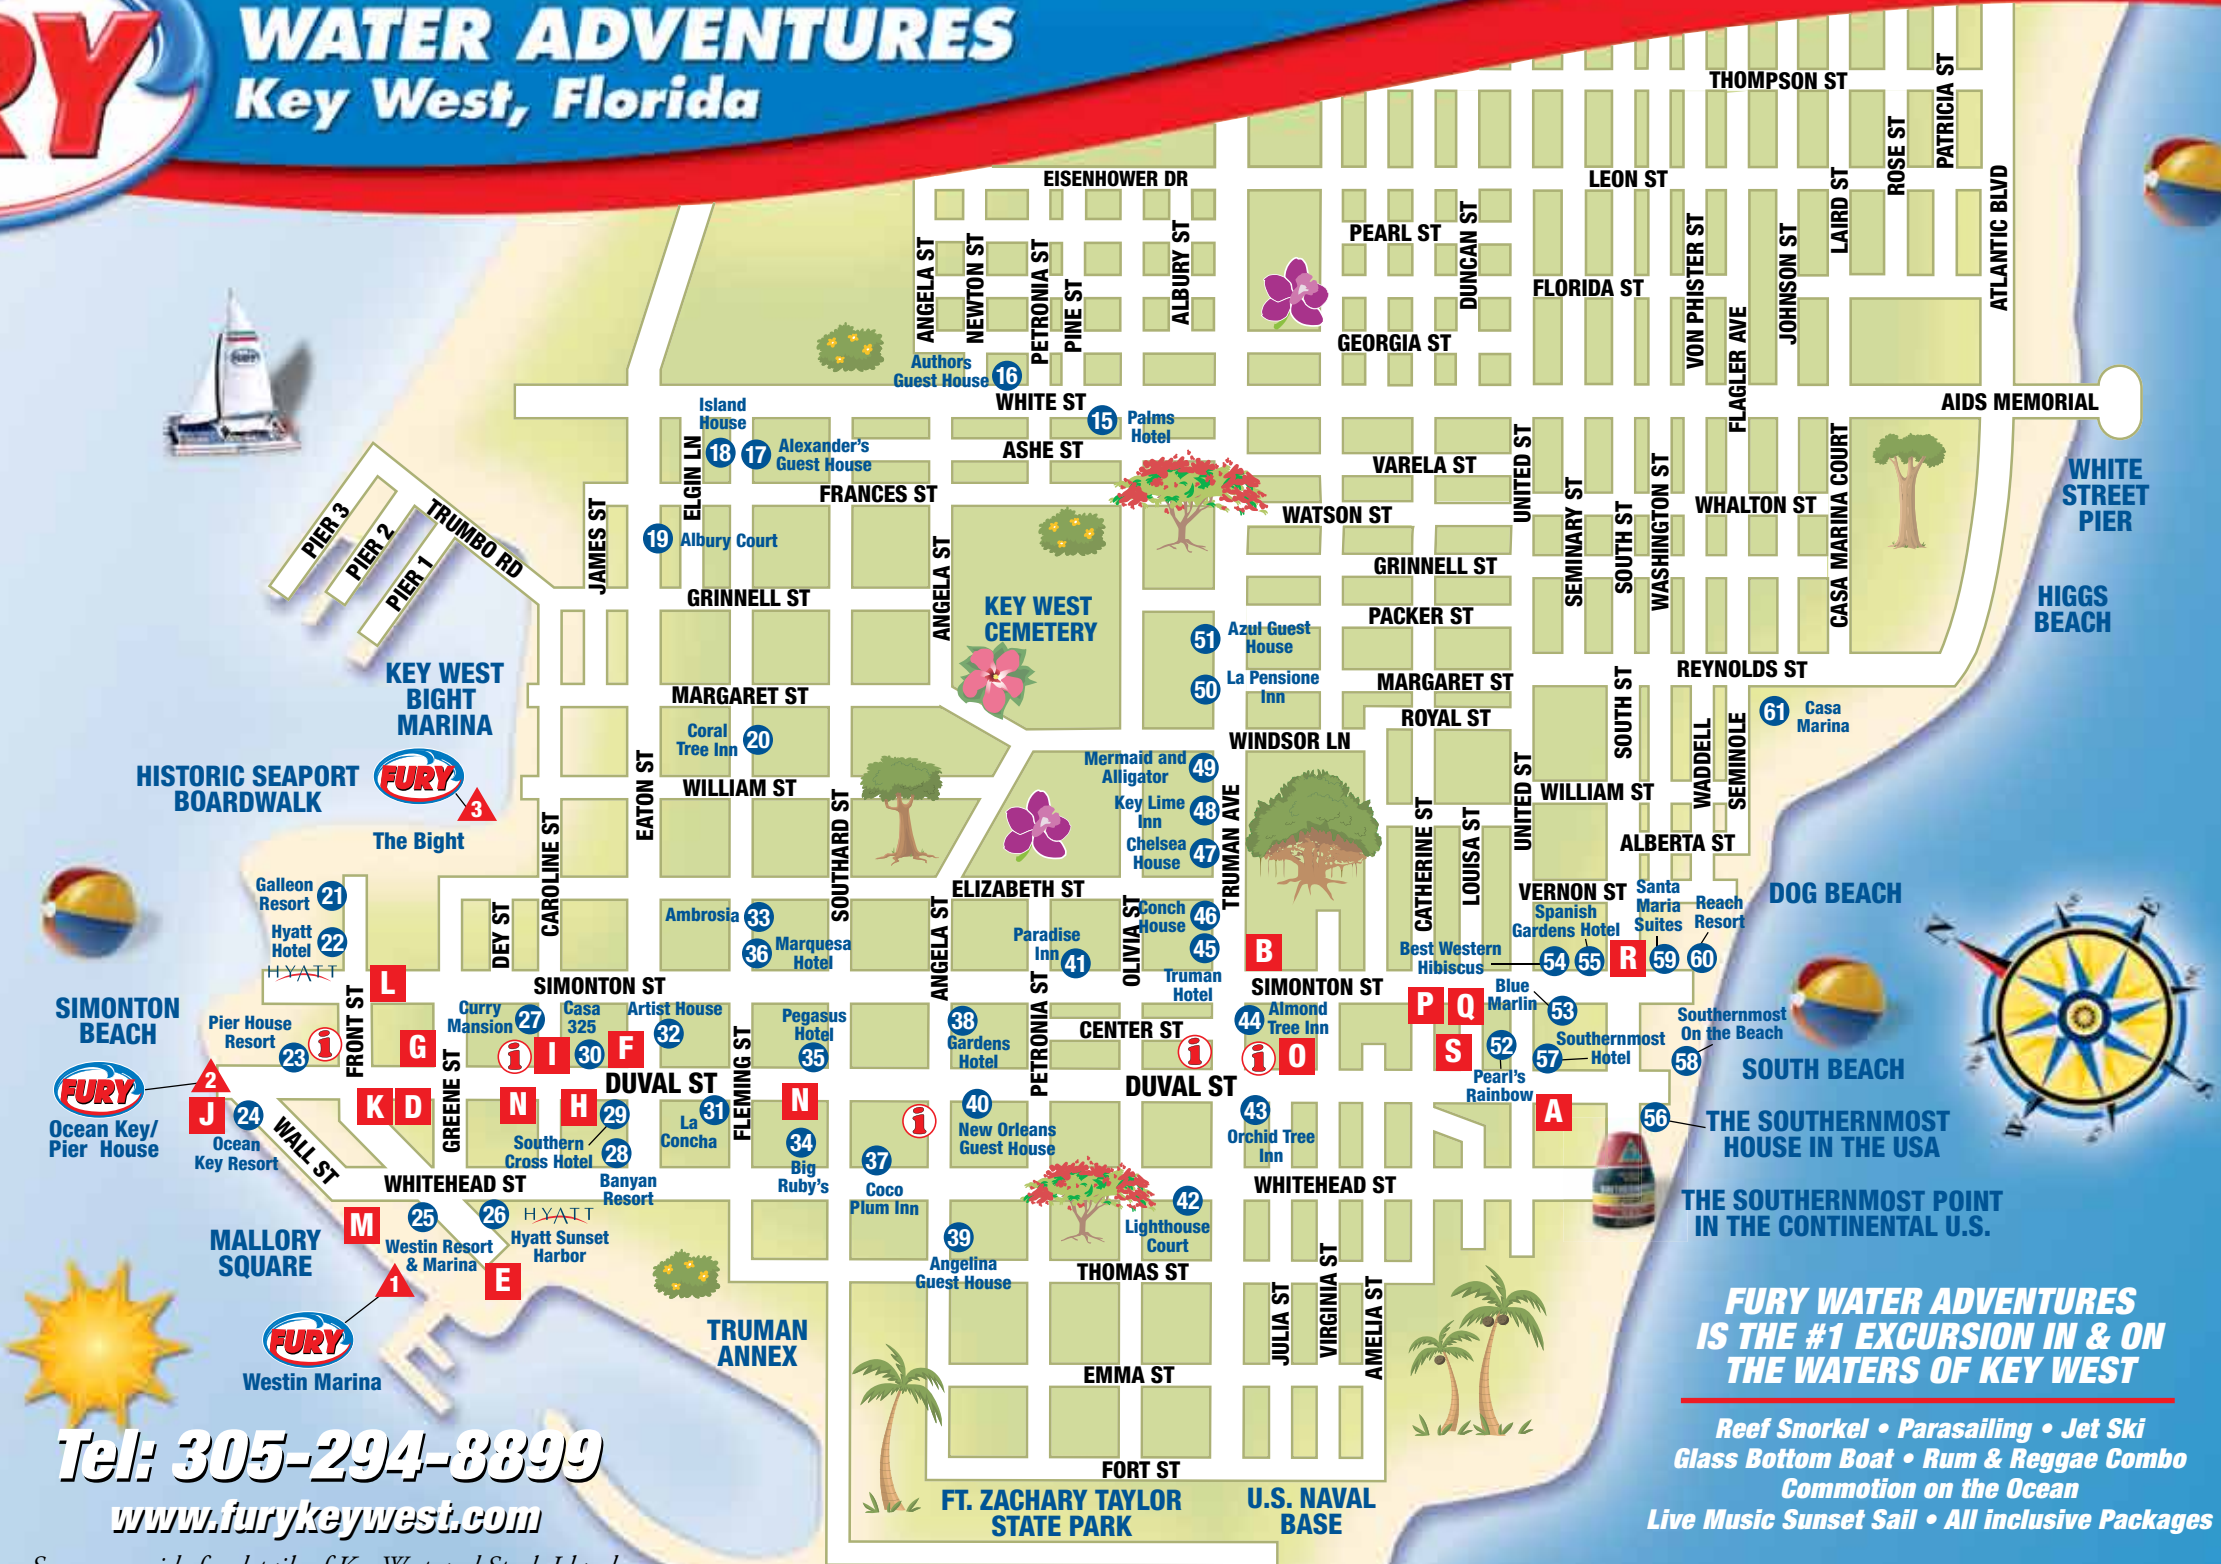 RY
WATER ADVENTURES
Key West, Florida
THOMPSON ST
PATRICIA ST
ROSE ST
LAIRD ST
ATLANTIC BLVD
EISENHOWER DR
LEON ST
PEARL ST
DUNCAN ST
FLORIDA ST
VON PHISTER ST
JOHNSON ST
FLAGLER AVE
GEORGIA ST
ANGELA ST
NEWTON ST
PETRONIA ST
PINE ST
ALBURY ST
Authors
Guest House 16
WHITE ST
AIDS MEMORIAL
WHITE
STREET
PIER
HIGGS
BEACH
15 Palms
Hotel
Island
House
18
17 Alexander's
Guest House
ELGIN LN
ASHE ST
FRANCES ST
VARELA ST
UNITED ST
SEMINARY ST
SOUTH ST
WASHINGTON ST
WHALTON ST
CASA MARINA COURT
WATSON ST
GRINNELL ST
PACKER ST
REYNOLDS ST
PIER 3
PIER 2
PIER 1
TRUMBO RD
JAMES ST
19 Albury Court
GRINNELL ST
ANGELA ST
KEY WEST
CEMETERY
51 Azul Guest
House
50 La Pensione
Inn
MARGARET ST
ROYAL ST
WINDSOR LN
SOUTH ST
WADDELL
SEMINOLE
61 Casa
Marina
KEY WEST
BIGHT
MARINA
MARGARET ST
Coral
Tree Inn 20
HISTORIC SEAPORT
BOARDWALK
FURY
3
The Bight
EATON ST
WILLIAM ST
SOUTHARD ST
CAROLINE ST
Mermaid and
Alligator 49
Key Lime
Inn 48
Chelsea
House 47
TRUMAN AVE
CATHERINE ST
LOUISA ST
UNITED ST
WILLIAM ST
ALBERTA ST
VERNON ST
DOG BEACH
Galleon
Resort 21
Hyatt
Hotel 22
HYATT
DEY ST
ELIZABETH ST
Ambrosia 33
36 Marquesa
Hotel
ANGELA ST
Paradise
Inn 41
OLIVIA ST
Conch
House 46
45
Truman
Hotel
B
Spanish
Gardens Hotel
55
Santa
Maria
Suites
59
Reach
Resort
60
Best Western
Hibiscus 54
R
SIMONTON
BEACH
L
SIMONTON ST
SIMONTON ST
P
Q
Blue
Marlin
53
Pier House
Resort
23
i
FRONT ST
G
GREENE ST
Curry
Mansion 27
i
I
Casa
325
30
F
Artist House
32
FLEMING ST
Pegasus
Hotel
35
38
Gardens
Hotel
PETRONIA ST
CENTER ST
i
44 Almond
Tree Inn
i
O
S
52
Pearl's
Rainbow
57
Southernmost
Hotel
Southernmost
On the Beach
58
SOUTH BEACH
FURY
2
Ocean Key/
Pier House
J
24
Ocean
Key Resort
WALL ST
K
D
N
H
DUVAL ST
DUVAL ST
29
Southern
Cross Hotel
28
Banyan
Resort
La
Concha
31
N
34
Big
Ruby's
i
40
New Orleans
Guest House
37
Coco
Plum Inn
43
Orchid Tree
Inn
A
56 THE SOUTHERNMOST
HOUSE IN THE USA
THE SOUTHERNMOST POINT
IN THE CONTINENTAL U.S.
WHITEHEAD ST
WHITEHEAD ST
M
25
Westin Resort
& Marina
26
HYATT
Hyatt Sunset
Harbor
E
MALLORY
SQUARE
1
FURY
Westin Marina
39
Angelina
Guest House
42
Lighthouse
Court
THOMAS ST
JULIA ST
VIRGINIA ST
AMELIA ST
TRUMAN
ANNEX
EMMA ST
FORT ST
FT. ZACHARY TAYLOR
STATE PARK
U.S. NAVAL
BASE
N
E
S
W
Tel: 305-294-8899
www.furykeywest.com
FURY WATER ADVENTURES
IS THE #1 EXCURSION IN & ON
THE WATERS OF KEY WEST
Reef Snorkel • Parasailing • Jet Ski
Glass Bottom Boat • Rum & Reggae Combo
Commotion on the Ocean
Live Music Sunset Sail • All inclusive Packages